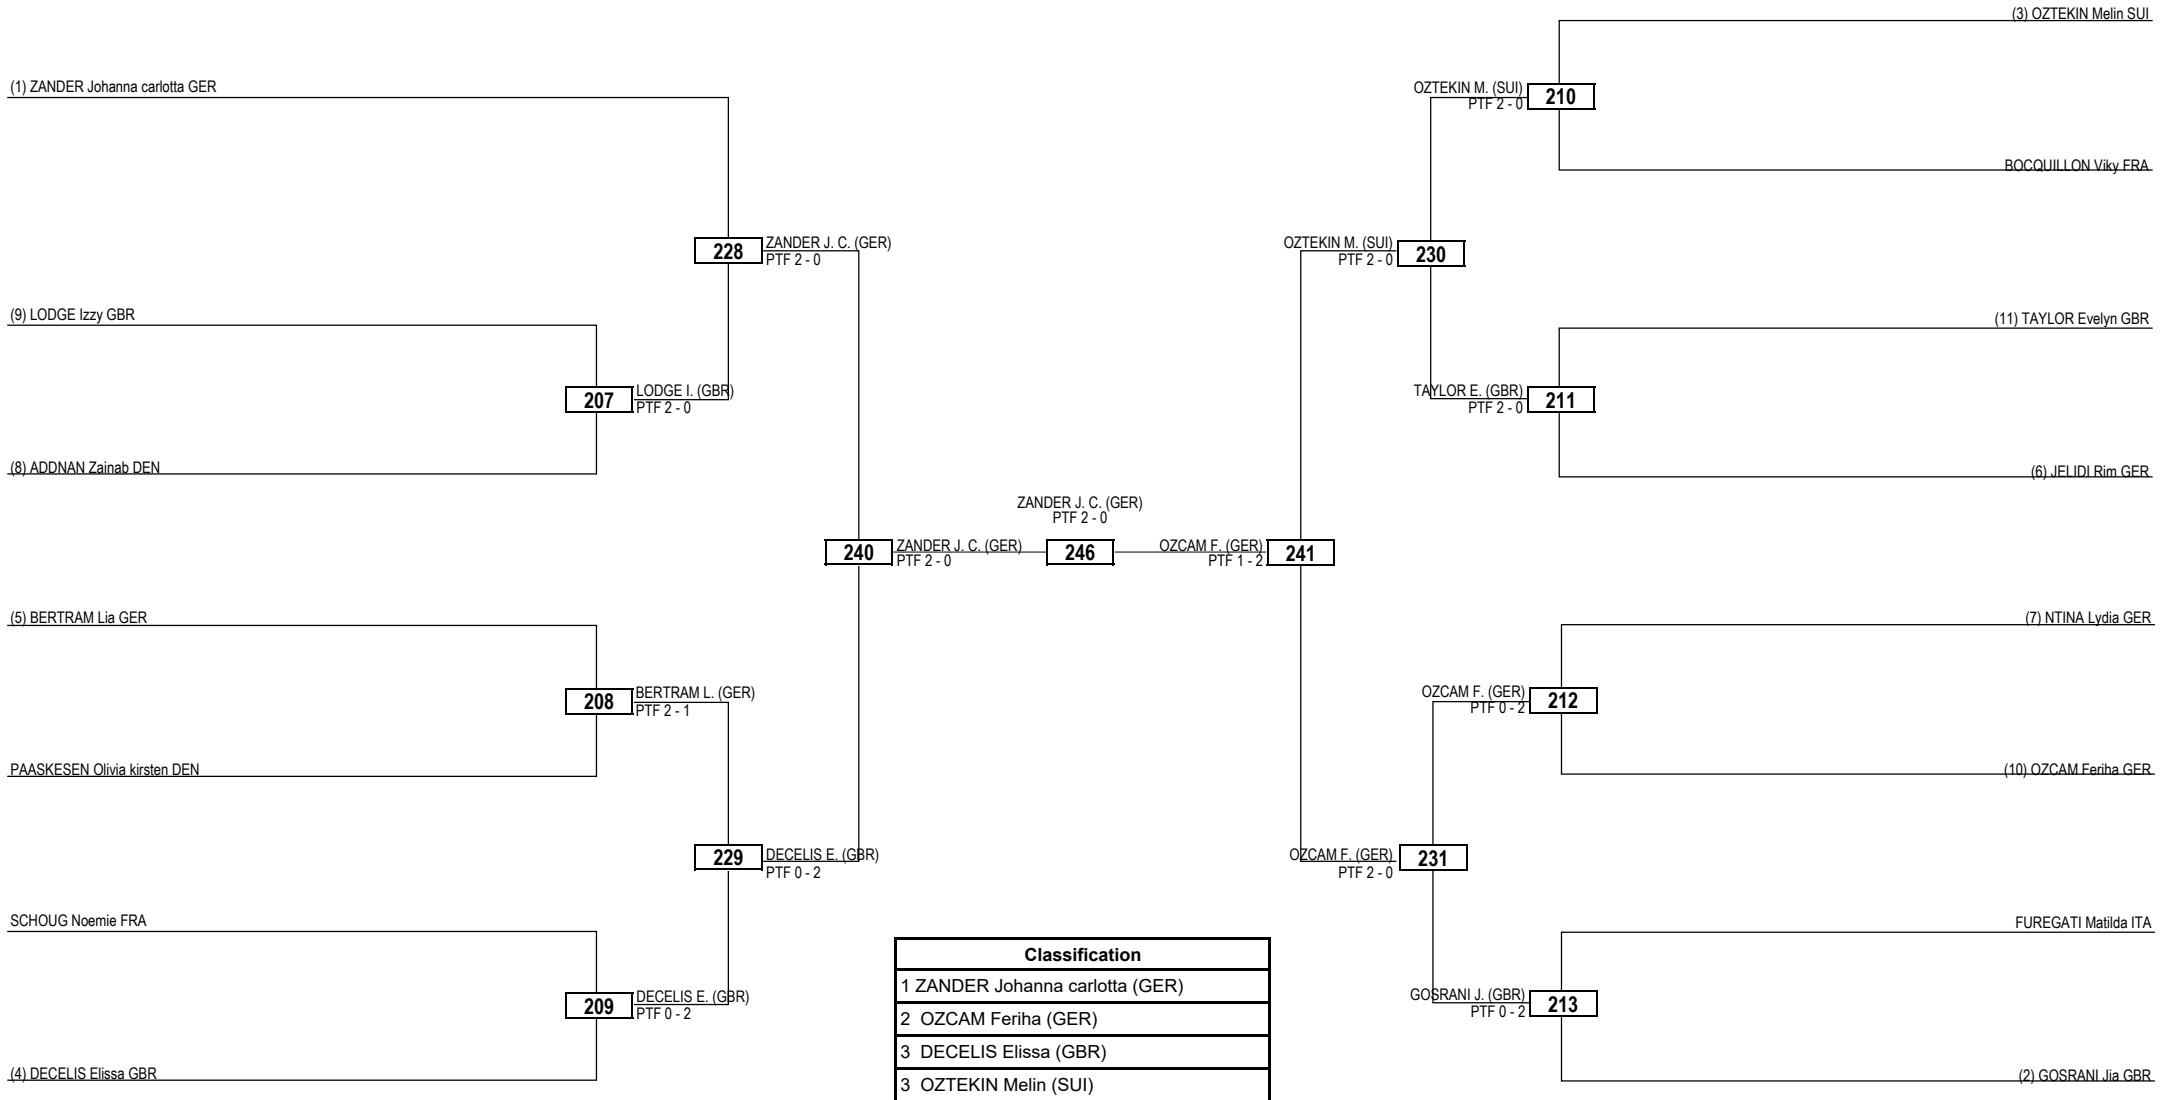 (3) OZTEKIN Melin SUI
(1) ZANDER Johanna carlotta GER
OZTEKIN M. (SUI)
PTF 2 - 0
210
BOCQUILLON Viky FRA
228
ZANDER J. C. (GER)
PTF 2 - 0
OZTEKIN M. (SUI)
PTF 2 - 0
230
(9) LODGE Izzy GBR
(11) TAYLOR Evelyn GBR
207
LODGE I. (GBR)
PTF 2 - 0
TAYLOR E. (GBR)
PTF 2 - 0
211
(8) ADDNAN Zainab DEN
(6) JELIDI Rim GER
ZANDER J. C. (GER)
PTF 2 - 0
240
ZANDER J. C. (GER)
PTF 2 - 0
246
OZCAM F. (GER)
PTF 1 - 2
241
(5) BERTRAM Lia GER
(7) NTINA Lydia GER
208
BERTRAM L. (GER)
PTF 2 - 1
OZCAM F. (GER)
PTF 0 - 2
212
PAASKESEN Olivia kirsten DEN
(10) OZCAM Feriha GER
229
DECELIS E. (GBR)
PTF 0 - 2
OZCAM F. (GER)
PTF 2 - 0
231
SCHOUG Noemie FRA
FUREGATI Matilda ITA
209
DECELIS E. (GBR)
PTF 0 - 2
GOSRANI J. (GBR)
PTF 0 - 2
213
(4) DECELIS Elissa GBR
(2) GOSRANI Jia GBR
Classification
1 ZANDER Johanna carlotta (GER)
2 OZCAM Feriha (GER)
3 DECELIS Elissa (GBR)
3 OZTEKIN Melin (SUI)